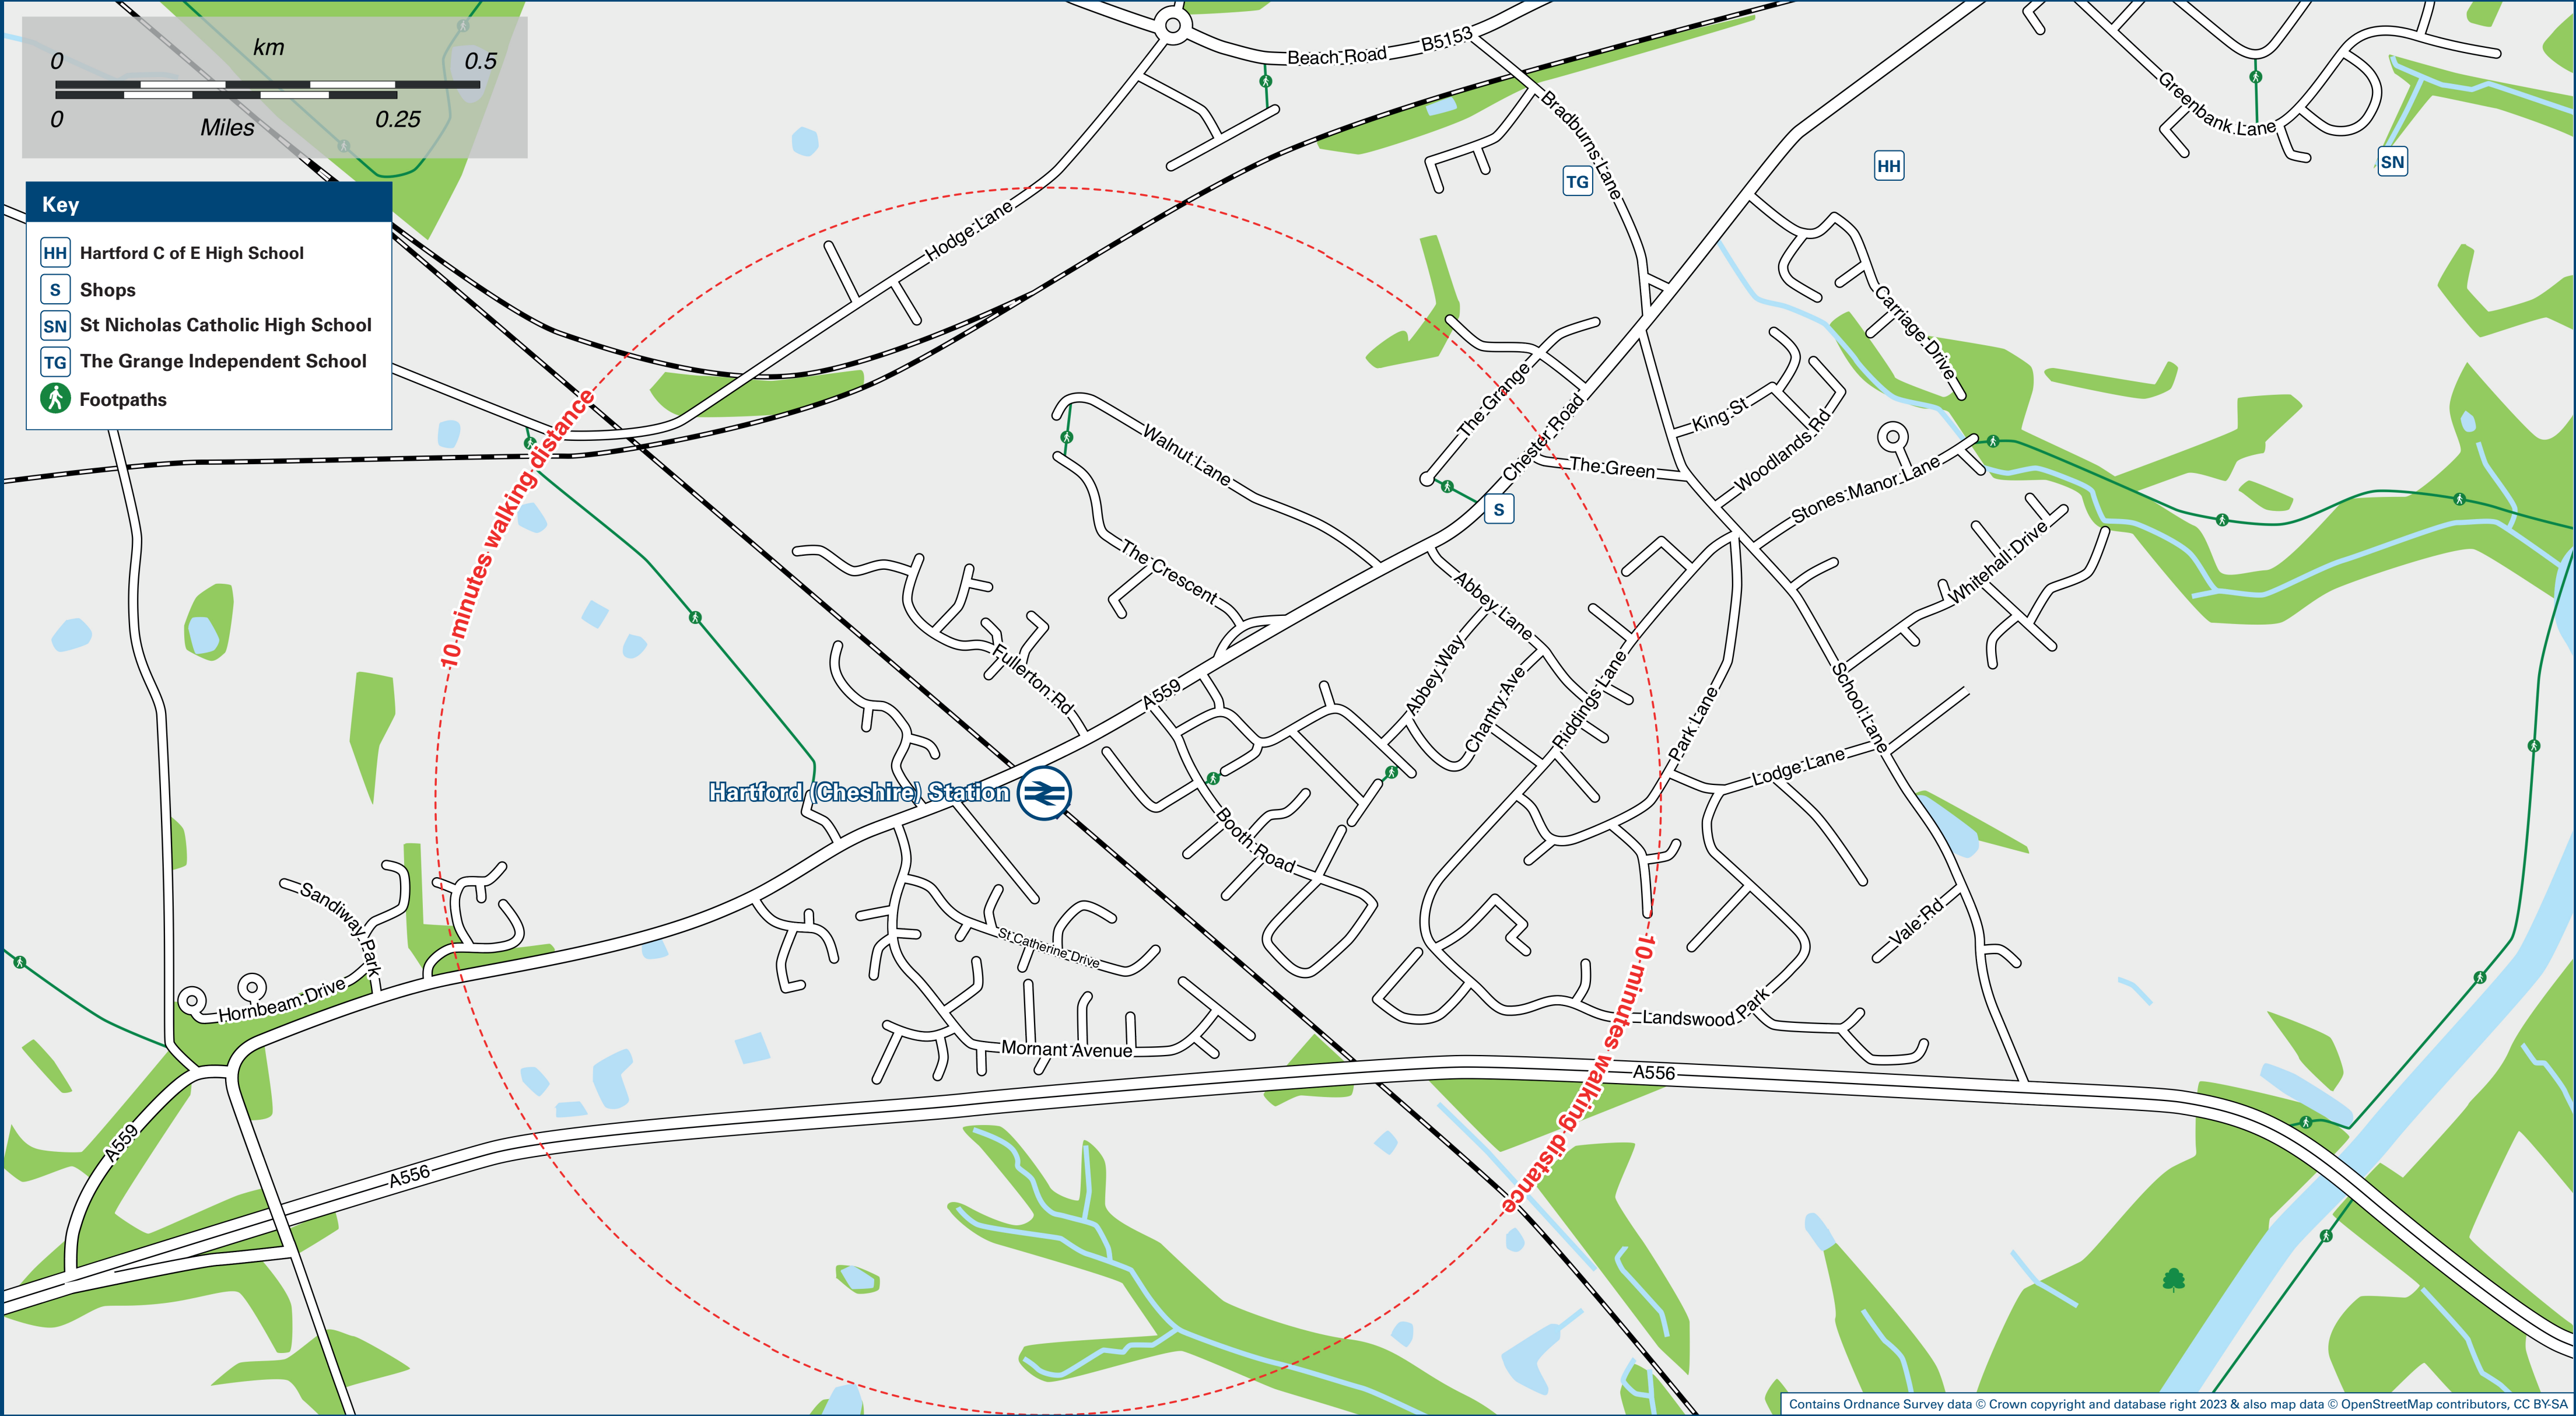 km
0
0.5
0
Miles
0.25
Key
HH Hartford C of E High School
S Shops
SN St Nicholas Catholic High School
TG The Grange Independent School
Footpaths
Beach Road
B5153
Bradburns Lane
Greenbank Lane
TG
HH
SN
Hodge Lane
Carriage Drive
The Grange
Chester Road
King St
Woodlands Rd
The Green
Stones Manor Lane
S
Walnut Lane
The Crescent
10 minutes walking distance
Whitehall Drive
Abbey Lane
Abbey Way
Chantry Ave
Riddings Lane
Park Lane
School Lane
Lodge Lane
Fullerton Rd
A559
Hartford (Cheshire) Station
Booth Road
Sandiway Park
Hornbeam Drive
St Catherine Drive
Mornant Avenue
Vale Rd
Landswood Park
10 minutes walking distance
A556
A559
A556
Contains Ordnance Survey data © Crown copyright and database right 2023 & also map data © OpenStreetMap contributors, CC BY-SA